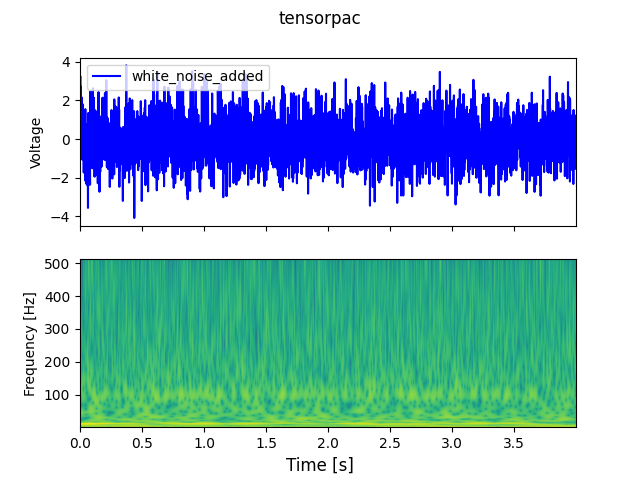 tensorpac
4
white_noise_added
2
0
−2
−4
Voltage
500
400
300
200
100
Frequency [Hz]
0.0 0.5 1.0 1.5 2.0 2.5 3.0 3.5
Time [s]